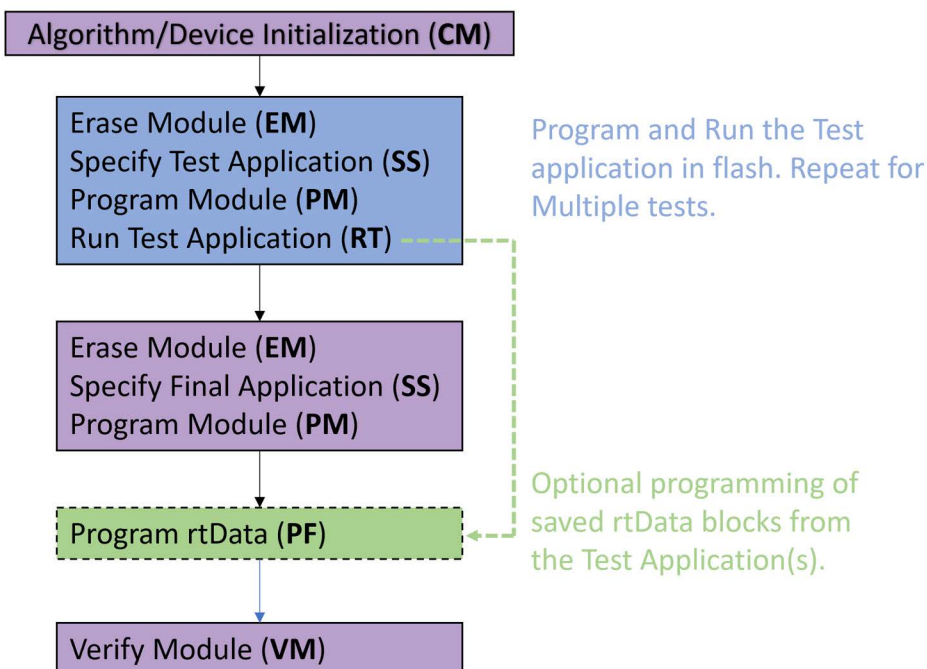 Algorithm/Device Initialization (CM)
Erase Module (EM)
Specify Test Application (SS)
Program Module (PM)
Run Test Application (RT)
Program and Run the Test
application in flash. Repeat for
Multiple tests.
Erase Module (EM)
Specify Final Application (SS)
Program Module (PM)
Program rtData (PF)
Optional programming of
saved rtData blocks from
the Test Application(s).
Verify Module (VM)